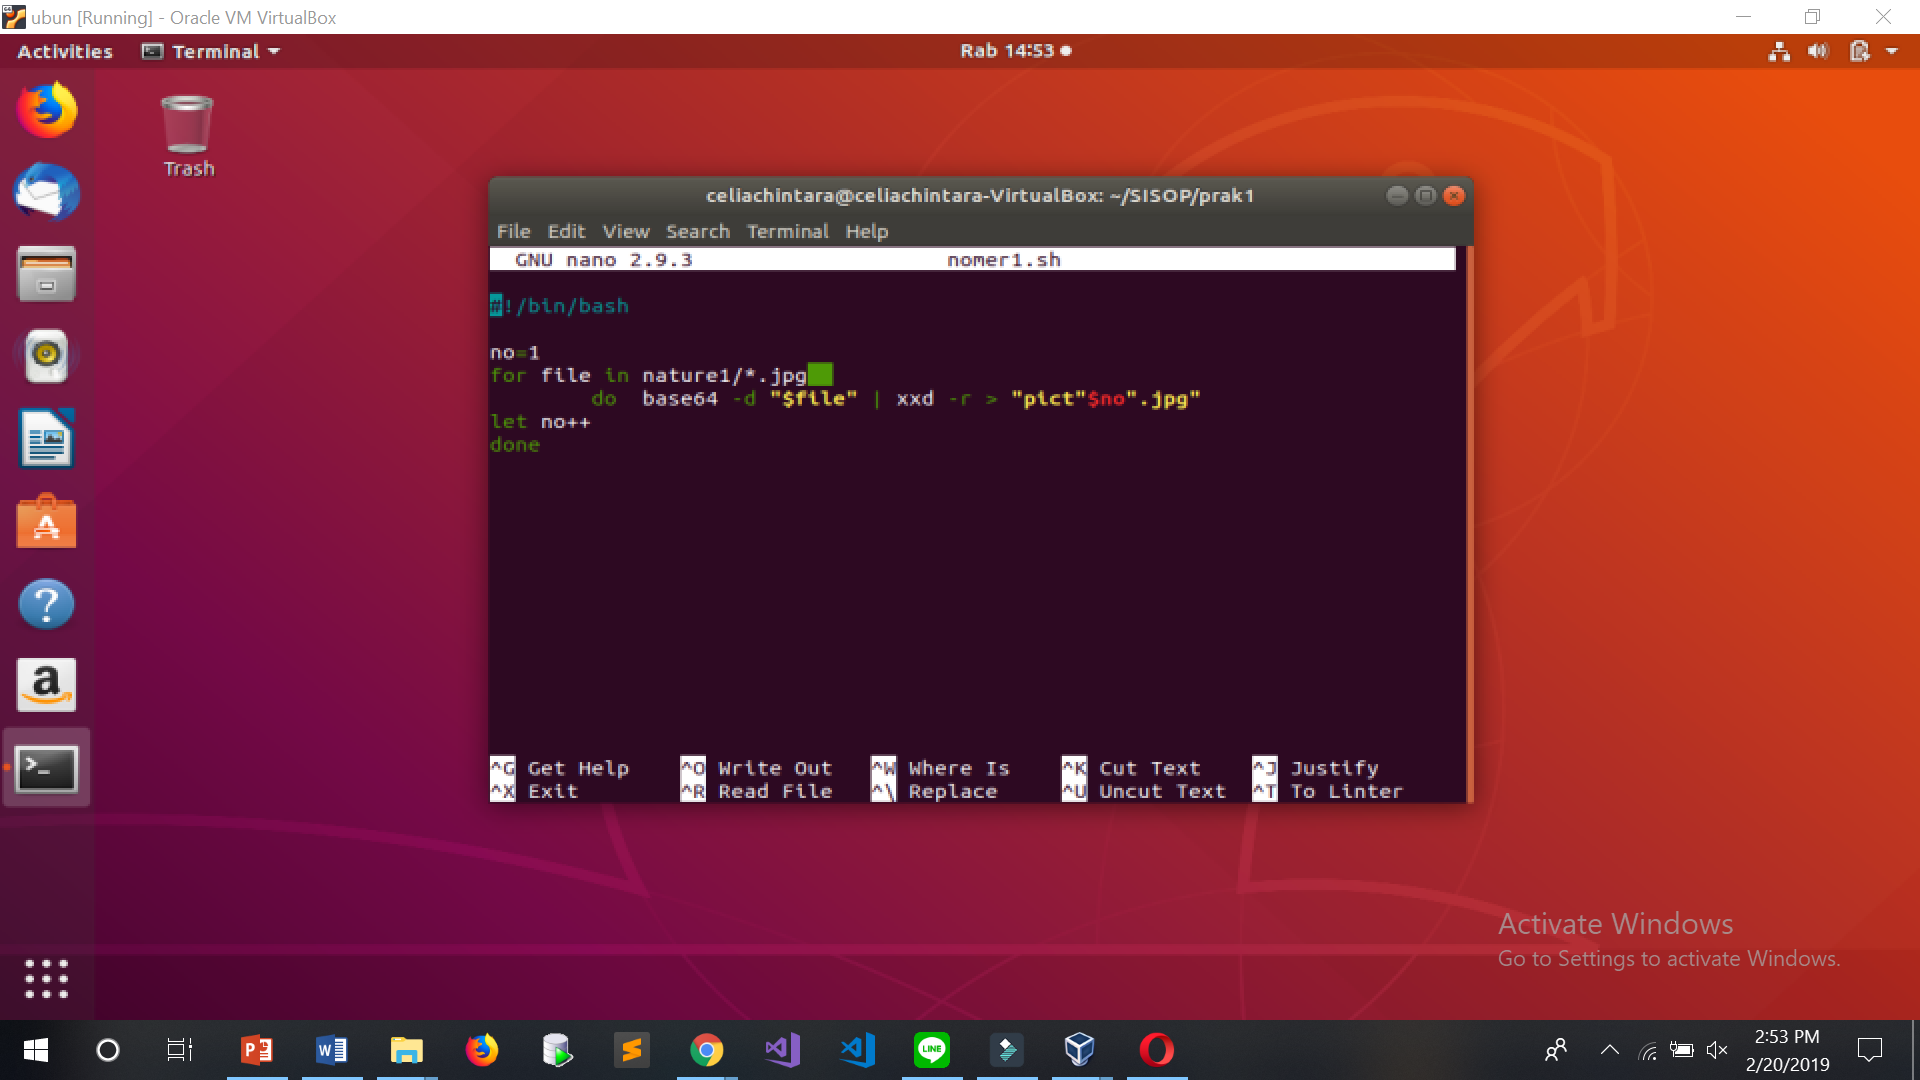 ubun [Running] - Oracle VM VirtualBox
Activities Terminal Rab 14:53
Trash
celiachintara@celiachintara-VirtualBox: ~/SISOP/prak1
File Edit View Search Terminal Help
GNU nano 2.9.3 nomer1.sh
#!/bin/bash
no=1
for file in nature1/*.jpg
do base64 -d "$file" | xxd -r > "pict"$no".jpg"
let no++
done
^G Get Help ^O Write Out ^W Where Is ^K Cut Text ^J Justify
^X Exit ^R Read File ^\ Replace ^U Uncut Text ^T To Linter
Activate Windows
Go to Settings to activate Windows.
LINE
2:53 PM
2/20/2019